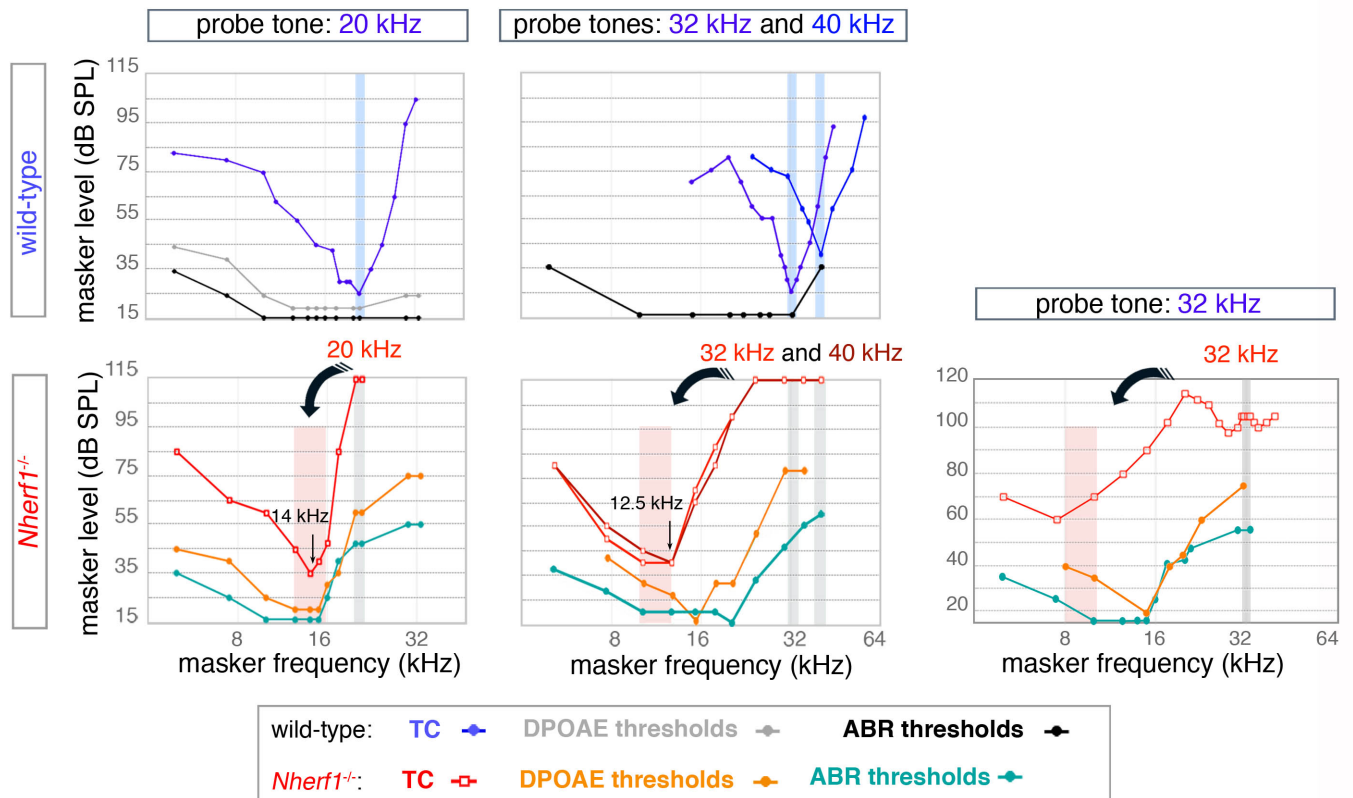 probe tone: 20 kHz
probe tones: 32 kHz and 40 kHz
wild-type
masker level (dB SPL)
115
95
75
55
35
15
probe tone: 32 kHz
20 kHz
32 kHz and 40 kHz
32 kHz
Nherf1-/-
masker level (dB SPL)
115
95
75
55
35
15
14 kHz
12.5 kHz
120
100
80
60
40
20
8 16 32
8 16 32 64
8 16 32 64
masker frequency (kHz)
masker frequency (kHz)
masker frequency (kHz)
wild-type: TC DPOAE thresholds ABR thresholds
Nherf1-/-: TC DPOAE thresholds ABR thresholds